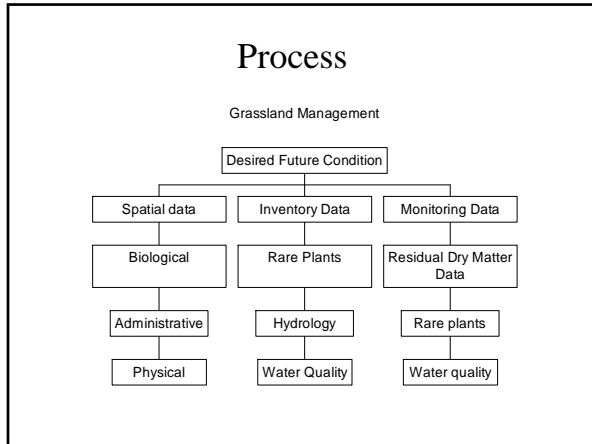 Process
Grassland Management
Desired Future Condition
Spatial data
Inventory Data
Monitoring Data
Biological
Rare Plants
Residual Dry Matter
Data
Administrative
Hydrology
Rare plants
Physical
Water Quality
Water quality